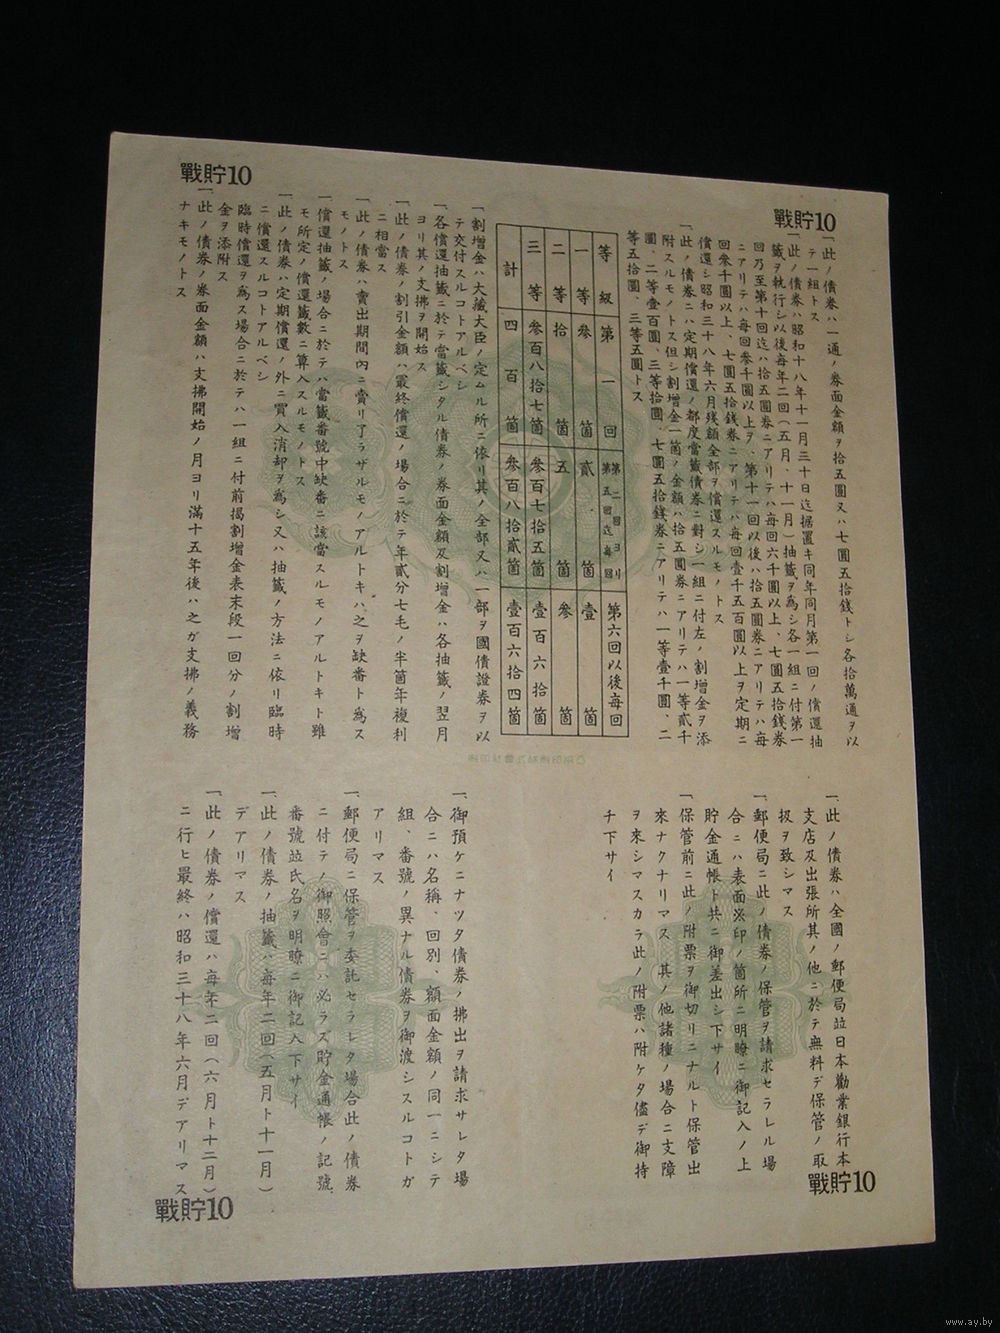 戰貯10
戰貯10
一、此ノ債券ハ一通ノ券面金額ヲ拾五圓又ハ七圓五拾錢トシ各拾萬通ヲ以
テ一組トス
一、此ノ債券ハ昭和十八年十一月三十日迄据置キ同年同月第一回ノ償還抽
籤ヲ執行シ以後每年二回（五月、十一月）抽籤ヲ爲シ各一組ニ付第一
回乃至第十回迄ハ拾五圓券ニアリテハ每回六千圓以上、七圓五拾錢券
ニアリテハ每回參千圓以上ヲ、第十一回以後ハ拾五圓券ニアリテハ每
回參千圓以上、七圓五拾錢券ニアリテハ每回壹千五百圓以上ヲ定期ニ
償還シ昭和三十八年六月殘額全部ヲ償還スルモノトス
一、此ノ債券ニハ定期償還ノ都度當籤債券ニ對シ一組ニ付左ノ割增金ヲ添
附スルモノトス但シ割增金一箇ノ金額ハ拾五圓券ニアリテハ一等貳千
圓、二等壹百圓、三等拾圓、七圓五拾錢券ニアリテハ一等壹千圓、二
等五拾圓、三等五圓トス
等級 第一回 第二回ヨリ第五回迄每回 第六回以後每回
一等 參箇 貳箇 壹箇
二等 拾箇 五箇 參箇
三等 參百八拾七箇 參百七拾五箇 壹百六拾箇
計 四百箇 參百八拾貳箇 壹百六拾四箇
一、割增金ハ大藏大臣ノ定ムル所ニ依リ其ノ全部又ハ一部ヲ國債證券ヲ以
テ交付スルコトアルベシ
一、各償還抽籤ニ於テ當籤シタル債券ノ券面金額及割增金ハ各抽籤ノ翌月
ヨリ其ノ支拂ヲ開始ス
一、此ノ債券ノ割引金額ハ最終償還ノ場合ニ於テ年貳分七毛ノ半箇年複利
ニ相當ス
一、此ノ債券ハ賣出期間內ニ賣リ了ラザルモノアルトキハ之ヲ缺番ト爲ス
モノトス
一、償還抽籤ノ場合ニ於テハ當籤番號中缺番ニ該當スルモノアルトキト雖
モ所定ノ償還籤數ニ算入スルモノトス
一、此ノ債券ハ定期償還ノ外ニ買入消却ヲ爲シ又ハ抽籤ノ方法ニ依リ臨時
ニ償還スルコトアルベシ
臨時償還ヲ爲ス場合ニ於テハ一組ニ付前揭割增金表末段一回分ノ割增
金ヲ添附ス
一、此ノ債券ノ券面金額ハ支拂開始ノ月ヨリ滿十五年後ハ之ガ支拂ノ義務
ナキモノトス
一、此ノ債券ハ全國ノ郵便局竝日本勸業銀行本
支店及出張所其ノ他ニ於テ無料デ保管ノ取
扱ヲ致シマス
一、郵便局ニ此ノ債券ノ保管ヲ請求セラレル場
合ニハ表面※印ノ箇所ニ明瞭ニ御記入ノ上
貯金通帳ト共ニ御差出シ下サイ
一、保管前ニ此ノ附票ヲ御切リニナルト保管出
來ナクナリマス 其ノ他諸種ノ場合ニ支障
ヲ來シマスカラ此ノ附票ハ附ケタ儘デ御持
チ下サイ
一、御預ケニナツタ債券ノ拂出ヲ請求サレタ場
合ニハ名稱、回別、額面金額ノ同一ニシテ
組、番號ノ異ナル債券ヲ御渡シスルコトガ
アリマス
一、郵便局ニ保管ヲ委託セラレタ場合此ノ債券
ニ付テノ御照會ニハ必ラズ貯金通帳ノ記號
番號竝氏名ヲ明瞭ニ御記入下サイ
一、此ノ債券ノ抽籤ハ每年二回（五月ト十一月）
デアリマス
一、此ノ債券ノ償還ハ每年二回（六月ト十二月）
ニ行ヒ最終ハ昭和三十八年六月デアリマス
戰貯10
戰貯10
www.ay.by